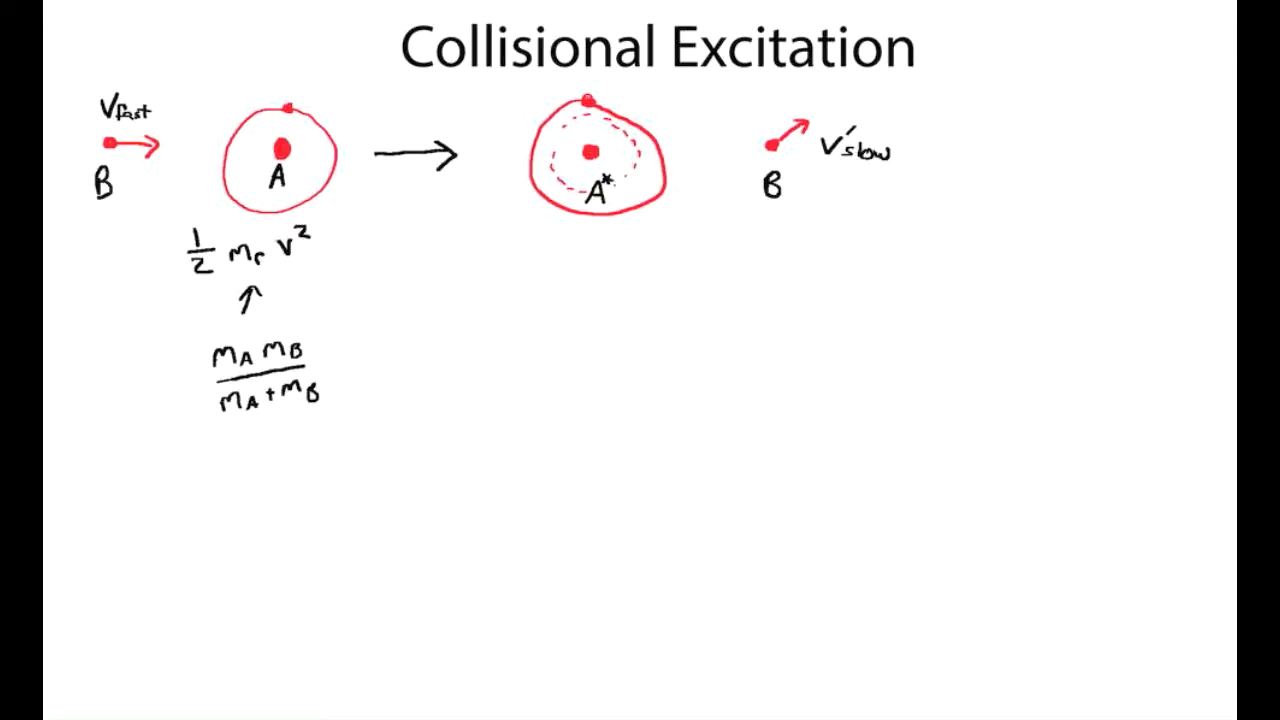 Collisional Excitation
Vfast
B
A
A*
V'slow
B
1/2 mr v²
mA mB
mA + mB